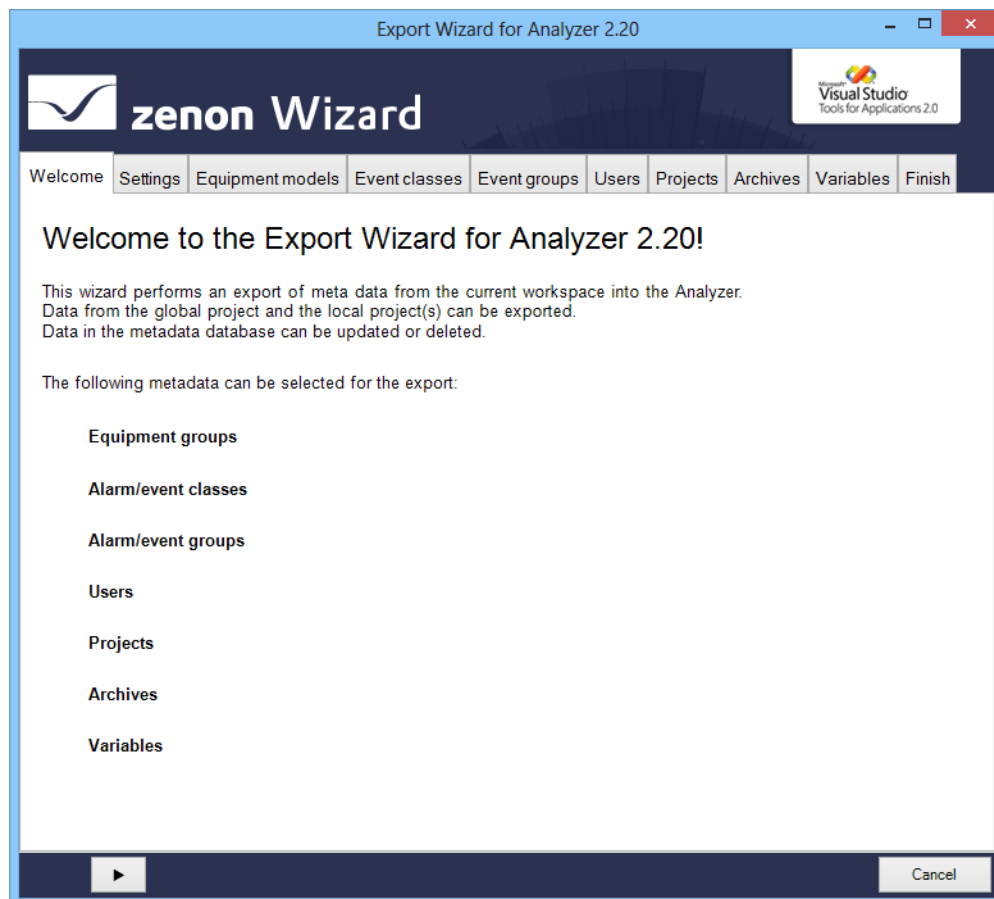 Export Wizard for Analyzer 2.20
zenon Wizard
Microsoft®
Visual Studio®
Tools for Applications 2.0
Welcome Settings Equipment models Event classes Event groups Users Projects Archives Variables Finish
Welcome to the Export Wizard for Analyzer 2.20!
This wizard performs an export of meta data from the current workspace into the Analyzer.
Data from the global project and the local project(s) can be exported.
Data in the metadata database can be updated or deleted.
The following metadata can be selected for the export:
Equipment groups
Alarm/event classes
Alarm/event groups
Users
Projects
Archives
Variables
Cancel